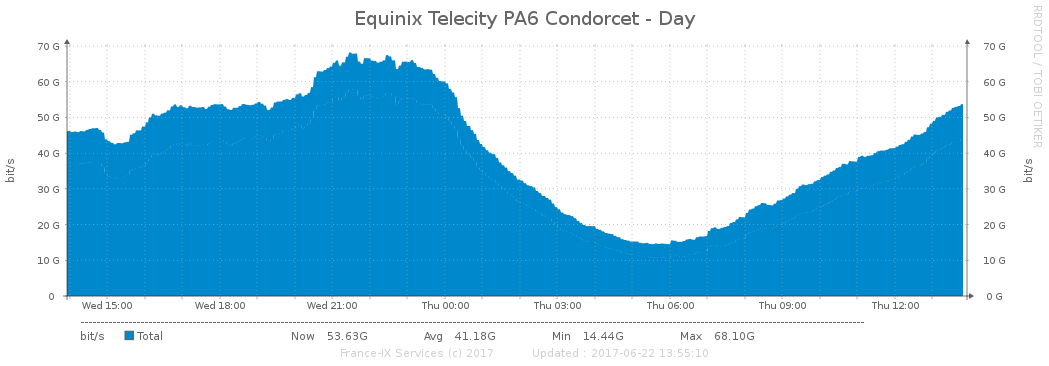 Equinix Telecity PA6 Condorcet - Day
RRDTOOL / TOBI OETIKER
bit/s
70 G
60 G
50 G
40 G
30 G
20 G
10 G
0
70 G
60 G
50 G
40 G
30 G
20 G
10 G
0 G
bit/s
Wed 15:00 Wed 18:00 Wed 21:00 Thu 00:00 Thu 03:00 Thu 06:00 Thu 09:00 Thu 12:00
bit/s Total Now 53.63G Avg 41.18G Min 14.44G Max 68.10G
France-IX Services (c) 2017 Updated : 2017-06-22 13:55:10